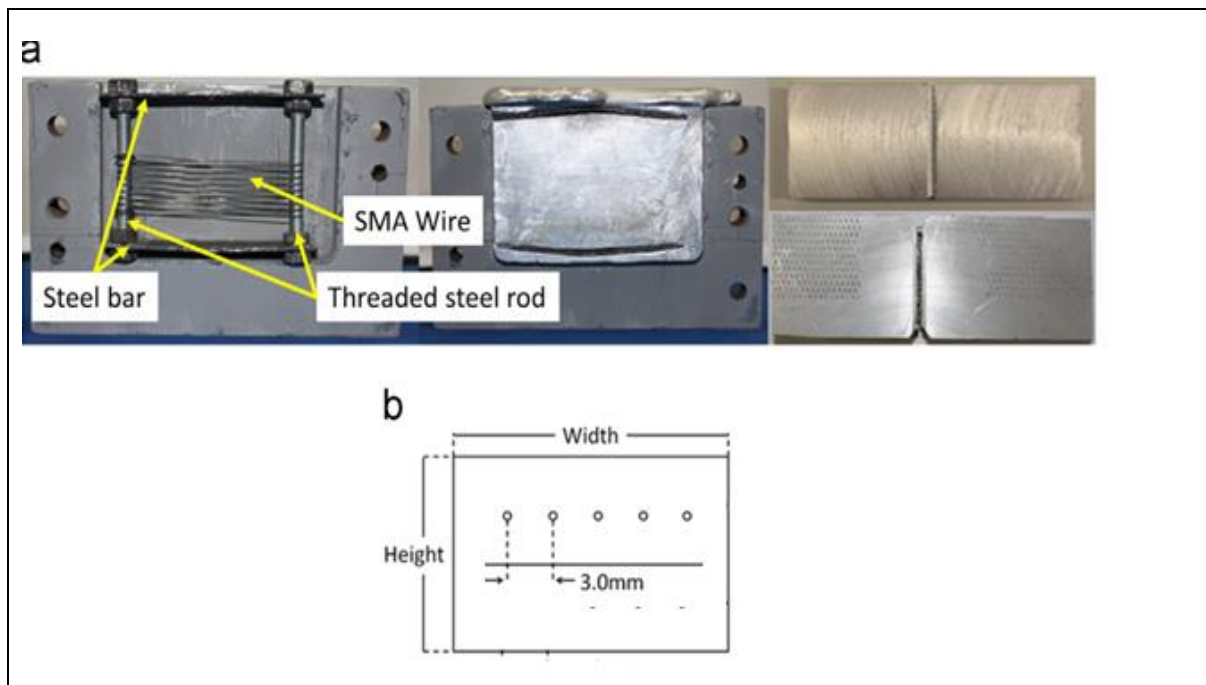 a
SMA Wire
Steel bar
Threaded steel rod
b
Width
Height
3.0mm